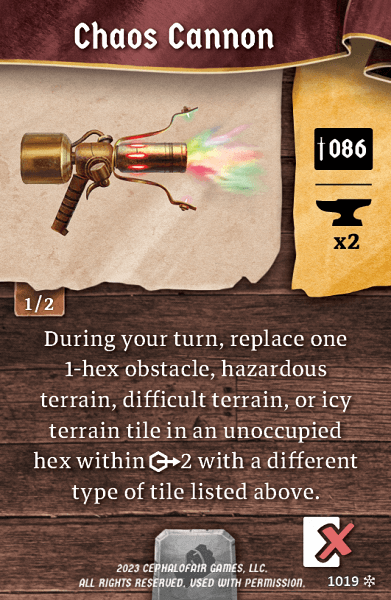 Chaos Cannon
086
x2
1/2
During your turn, replace one
1-hex obstacle, hazardous
terrain, difficult terrain, or icy
terrain tile in an unoccupied
hex within 2 with a different
type of tile listed above.
2023 CEPHALOFAIR GAMES, LLC.
ALL RIGHTS RESERVED. USED WITH PERMISSION.
1019